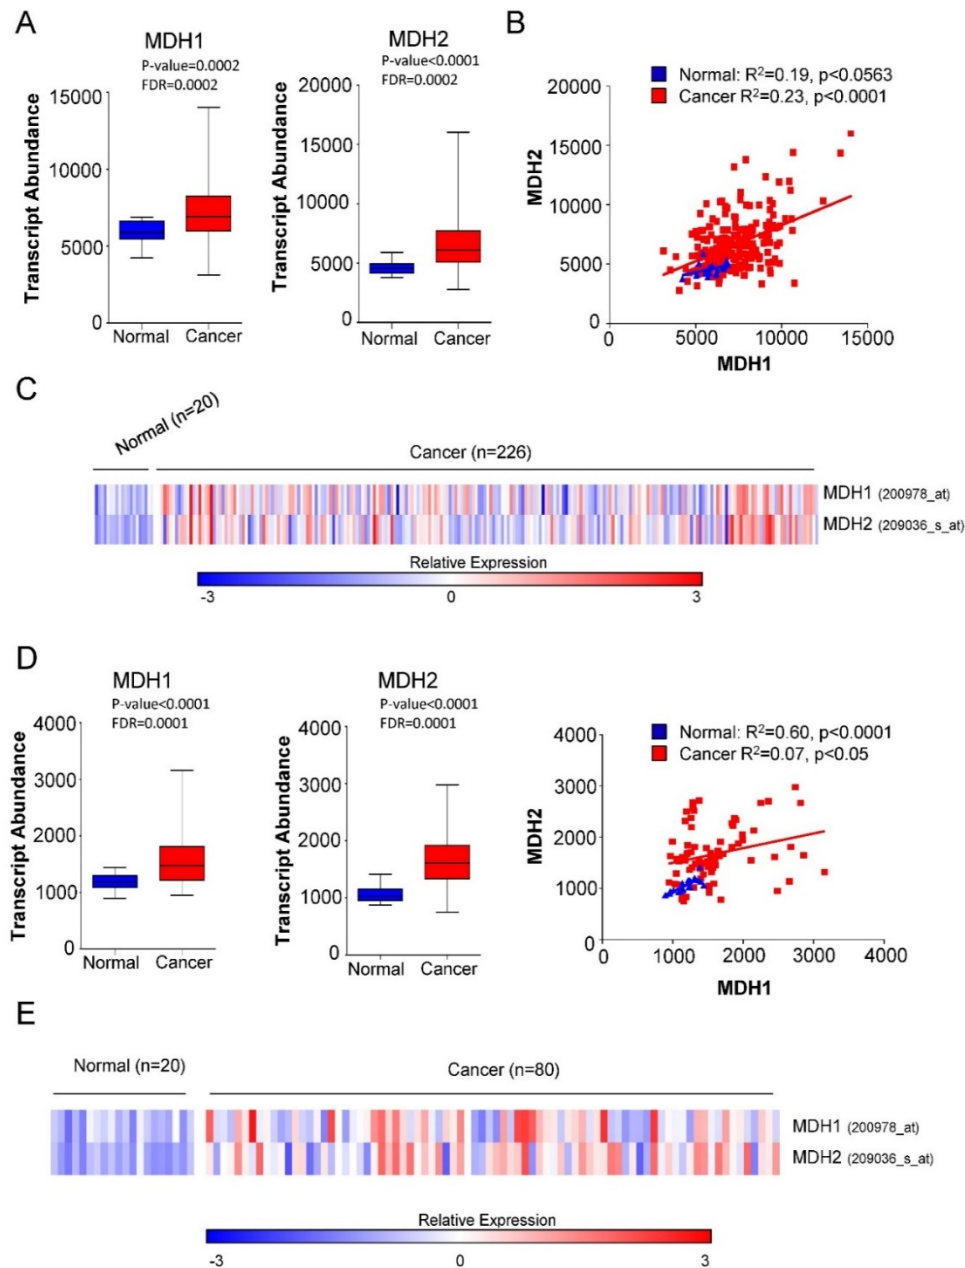 A
MDH1
P-value=0.0002
FDR=0.0002
Transcript Abundance
15000
10000
5000
0
Normal Cancer
MDH2
P-value<0.0001
FDR=0.0002
Transcript Abundance
20000
15000
10000
5000
0
Normal Cancer
B
Normal: R²=0.19, p<0.0563
Cancer R²=0.23, p<0.0001
MDH2
20000
15000
10000
5000
0
0 5000 10000 15000
MDH1
C
Normal (n=20)
Cancer (n=226)
MDH1 (200978_at)
MDH2 (209036_s_at)
Relative Expression
-3 0 3
D
MDH1
P-value<0.0001
FDR=0.0001
Transcript Abundance
4000
3000
2000
1000
0
Normal Cancer
MDH2
P-value<0.0001
FDR=0.0001
Transcript Abundance
4000
3000
2000
1000
0
Normal Cancer
Normal: R²=0.60, p<0.0001
Cancer R²=0.07, p<0.05
MDH2
4000
3000
2000
1000
0
0 1000 2000 3000 4000
MDH1
E
Normal (n=20)
Cancer (n=80)
MDH1 (200978_at)
MDH2 (209036_s_at)
Relative Expression
-3 0 3